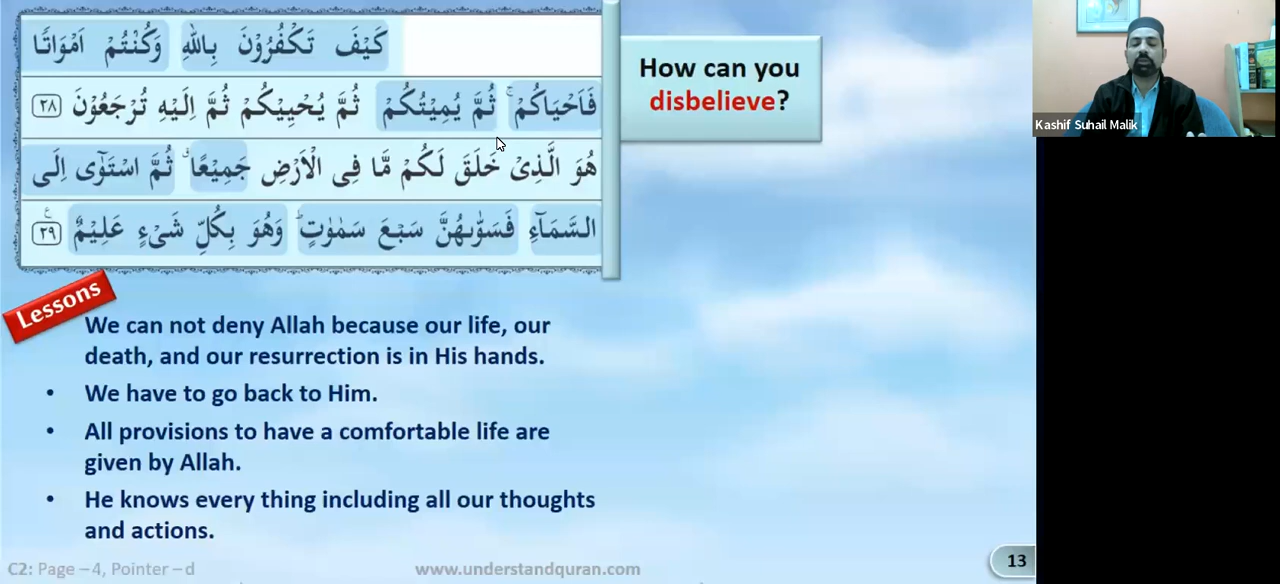 كَيْفَ تَكْفُرُوْنَ بِاللّٰهِ وَكُنْتُمْ اَمْوَاتًا
فَاَحْيَاكُمْ ۚ ثُمَّ يُمِيْتُكُمْ ثُمَّ يُحْيِيْكُمْ ثُمَّ اِلَيْهِ تُرْجَعُوْنَ ٢٨
هُوَ الَّذِىْ خَلَقَ لَكُمْ مَّا فِى الْاَرْضِ جَمِيْعًا ۗ ثُمَّ اسْتَوٰٓى اِلَى
السَّمَآءِ فَسَوّٰىهُنَّ سَبْعَ سَمٰوٰتٍ ؕ وَهُوَ بِكُلِّ شَىْءٍ عَلِيْمٌ ٢٩ ع
How can you
disbelieve?
Kashif Suhail Malik
Lessons
We can not deny Allah because our life, our
death, and our resurrection is in His hands.
• We have to go back to Him.
• All provisions to have a comfortable life are
given by Allah.
• He knows every thing including all our thoughts
and actions.
C2: Page – 4, Pointer – d
www.understandquran.com
13